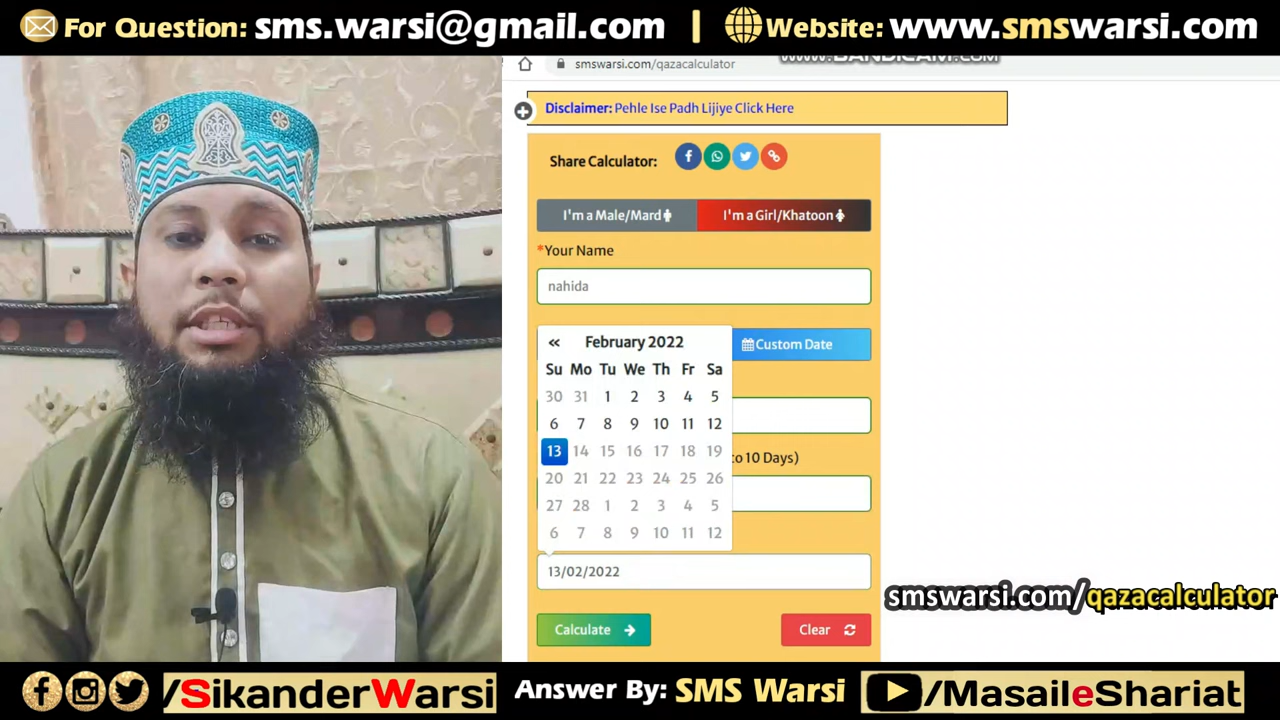 For Question: sms.warsi@gmail.com | Website: www.smswarsi.com
smswarsi.com/qazacalculator
www.BANDICAM.COM
Disclaimer: Pehle Ise Padh Lijiye Click Here
Share Calculator:
I'm a Male/Mard
I'm a Girl/Khatoon
*Your Name
nahida
« February 2022
Custom Date
Su Mo Tu We Th Fr Sa
30 31 1 2 3 4 5
6 7 8 9 10 11 12
13 14 15 16 17 18 19
to 10 Days)
20 21 22 23 24 25 26
27 28 1 2 3 4 5
6 7 8 9 10 11 12
13/02/2022
smswarsi.com/qazacalculator
Calculate
Clear
/SikanderWarsi
Answer By: SMS Warsi
/MasaileShariat